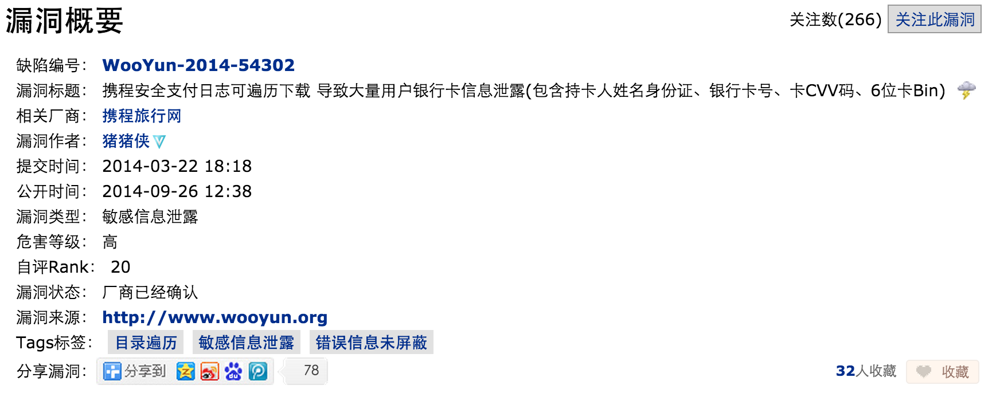 漏洞概要 关注数(266) 关注此漏洞
缺陷编号： WooYun-2014-54302
漏洞标题： 携程安全支付日志可遍历下载 导致大量用户银行卡信息泄露(包含持卡人姓名身份证、银行卡号、卡CVV码、6位卡Bin)
相关厂商： 携程旅行网
漏洞作者： 猪猪侠
提交时间： 2014-03-22 18:18
公开时间： 2014-09-26 12:38
漏洞类型： 敏感信息泄露
危害等级： 高
自评Rank： 20
漏洞状态： 厂商已经确认
漏洞来源： http://www.wooyun.org
Tags标签： 目录遍历 敏感信息泄露 错误信息未屏蔽
分享漏洞： 分享到 78 32人收藏 收藏